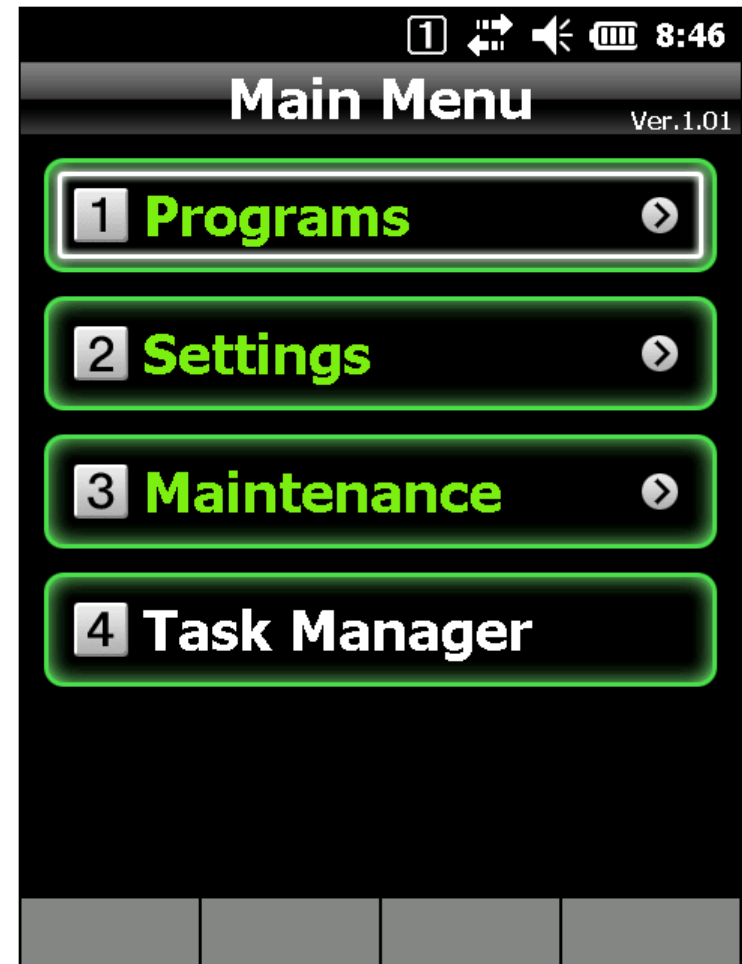 1 8:46
Main Menu
Ver.1.01
1 Programs
2 Settings
3 Maintenance
4 Task Manager